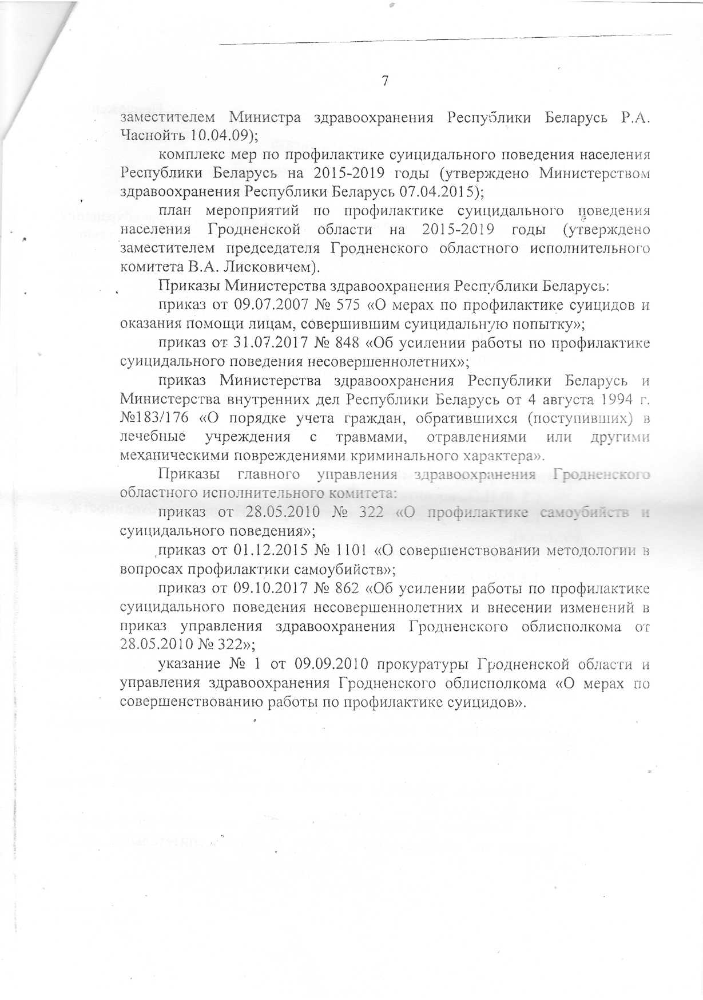 7
заместителем Министра здравоохранения Республики Беларусь Р.А.
Часнойть 10.04.09);
комплекс мер по профилактике суицидального поведения населения
Республики Беларусь на 2015-2019 годы (утверждено Министерством
здравоохранения Республики Беларусь 07.04.2015);
план мероприятий по профилактике суицидального поведения
населения Гродненской области на 2015-2019 годы (утверждено
заместителем председателя Гродненского областного исполнительного
комитета В.А. Лисковичем).
Приказы Министерства здравоохранения Республики Беларусь:
приказ от 09.07.2007 № 575 «О мерах по профилактике суицидов и
оказания помощи лицам, совершившим суицидальную попытку»;
приказ от 31.07.2017 № 848 «Об усилении работы по профилактике
суицидального поведения несовершеннолетних»;
приказ Министерства здравоохранения Республики Беларусь и
Министерства внутренних дел Республики Беларусь от 4 августа 1994 г.
№183/176 «О порядке учета граждан, обратившихся (поступивших) в
лечебные учреждения с травмами, отравлениями или другими
механическими повреждениями криминального характера».
Приказы главного управления здравоохранения Гродненского
областного исполнительного комитета:
приказ от 28.05.2010 № 322 «О профилактике самоубийств и
суицидального поведения»;
приказ от 01.12.2015 № 1101 «О совершенствовании методологии в
вопросах профилактики самоубийств»;
приказ от 09.10.2017 № 862 «Об усилении работы по профилактике
суицидального поведения несовершеннолетних и внесении изменений в
приказ управления здравоохранения Гродненского облисполкома от
28.05.2010 № 322»;
указание № 1 от 09.09.2010 прокуратуры Гродненской области и
управления здравоохранения Гродненского облисполкома «О мерах по
совершенствованию работы по профилактике суицидов».